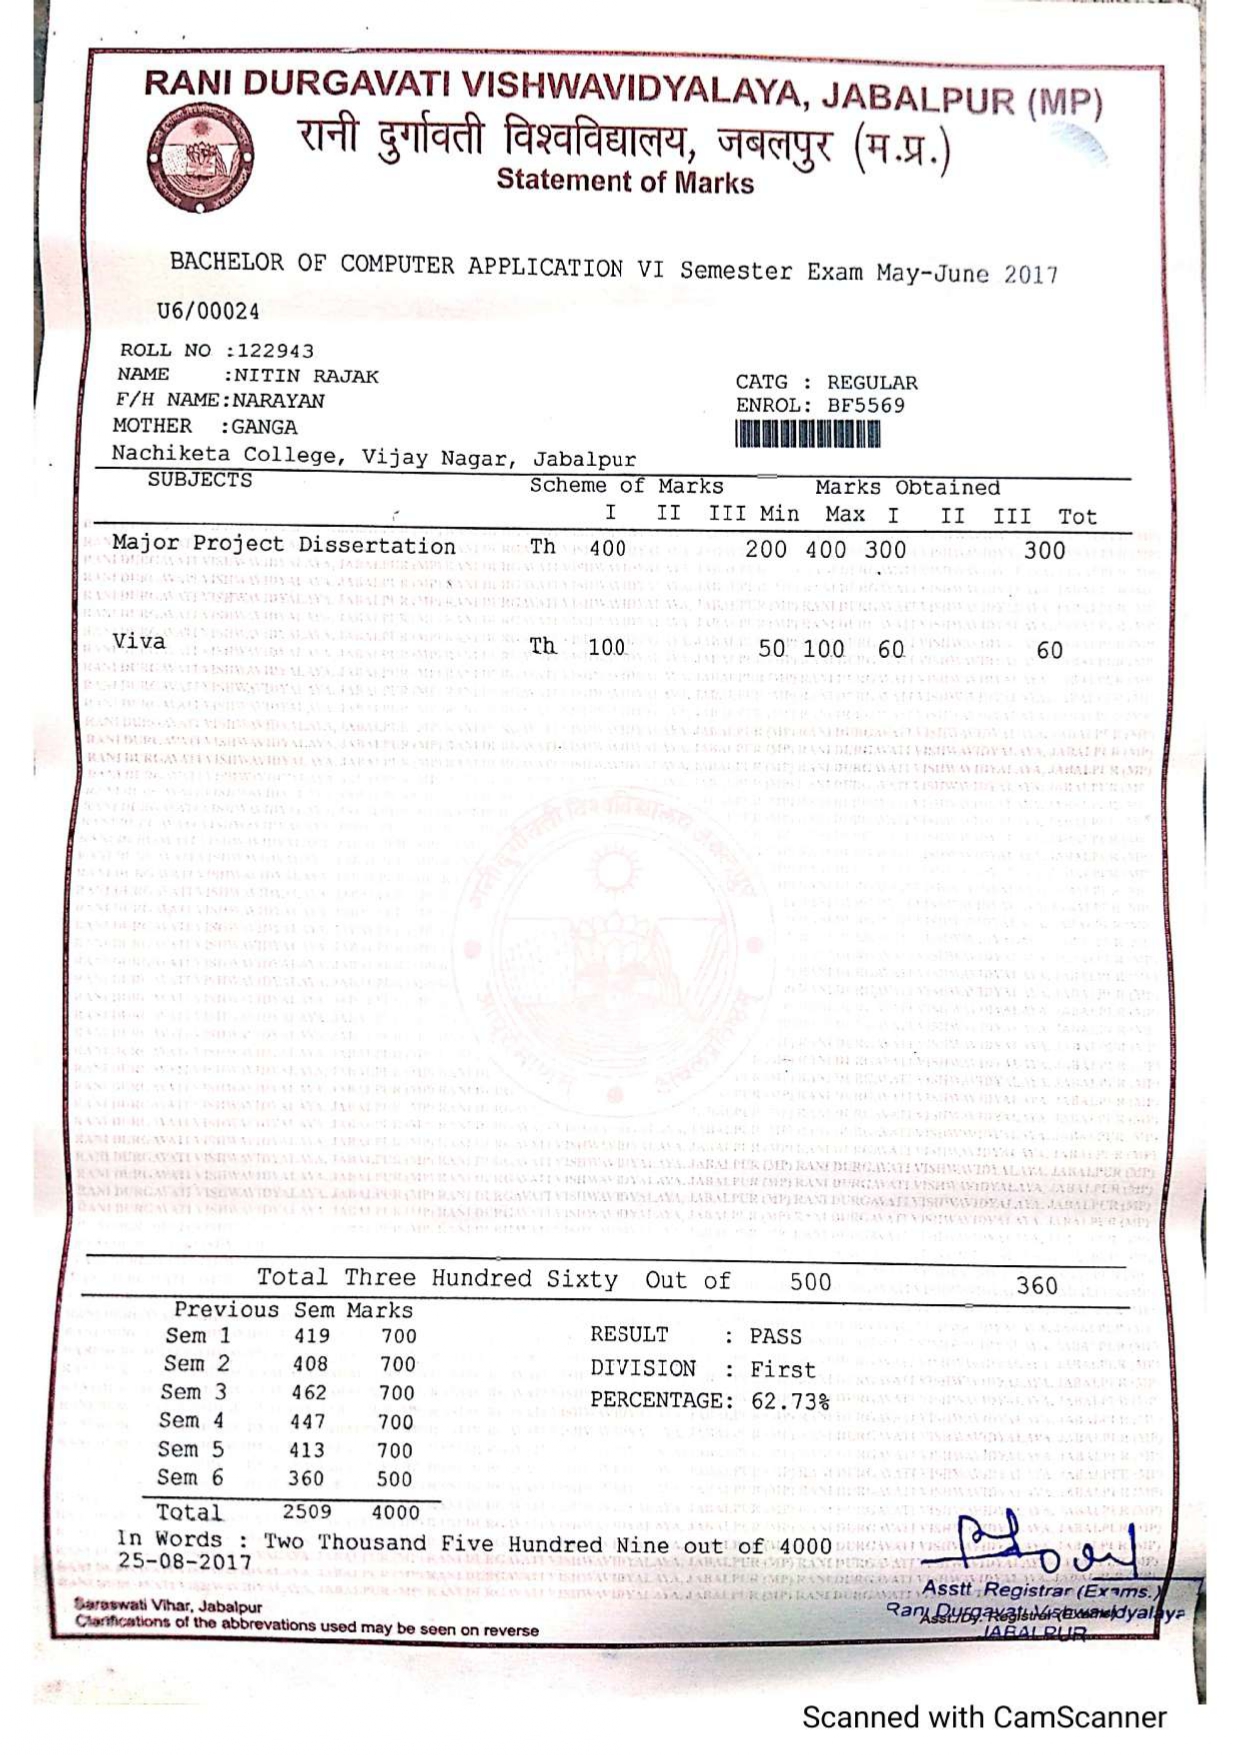 RANI DURGAVATI VISHWAVIDYALAYA, JABALPUR (MP)
रानी दुर्गावती विश्वविद्यालय, जबलपुर (म.प्र.)
Statement of Marks
BACHELOR OF COMPUTER APPLICATION VI Semester Exam May-June 2017
U6/00024
ROLL NO :122943
NAME :NITIN RAJAK
CATG : REGULAR
F/H NAME:NARAYAN
ENROL: BF5569
MOTHER :GANGA
Nachiketa College, Vijay Nagar, Jabalpur
SUBJECTS Scheme of Marks Marks Obtained
I II III Min Max I II III Tot
Major Project Dissertation Th 400 200 400 300 300
Viva Th 100 50 100 60 60
Total Three Hundred Sixty Out of 500 360
Previous Sem Marks
Sem 1 419 700 RESULT : PASS
Sem 2 408 700 DIVISION : First
Sem 3 462 700 PERCENTAGE: 62.73%
Sem 4 447 700
Sem 5 413 700
Sem 6 360 500
Total 2509 4000
In Words : Two Thousand Five Hundred Nine out of 4000
25-08-2017
Asstt Registrar (Exams.)
Rani Durgavati Vishwavidyalaya
JABALPUR
Saraswati Vihar, Jabalpur
Clarifications of the abbrevations used may be seen on reverse
Scanned with CamScanner